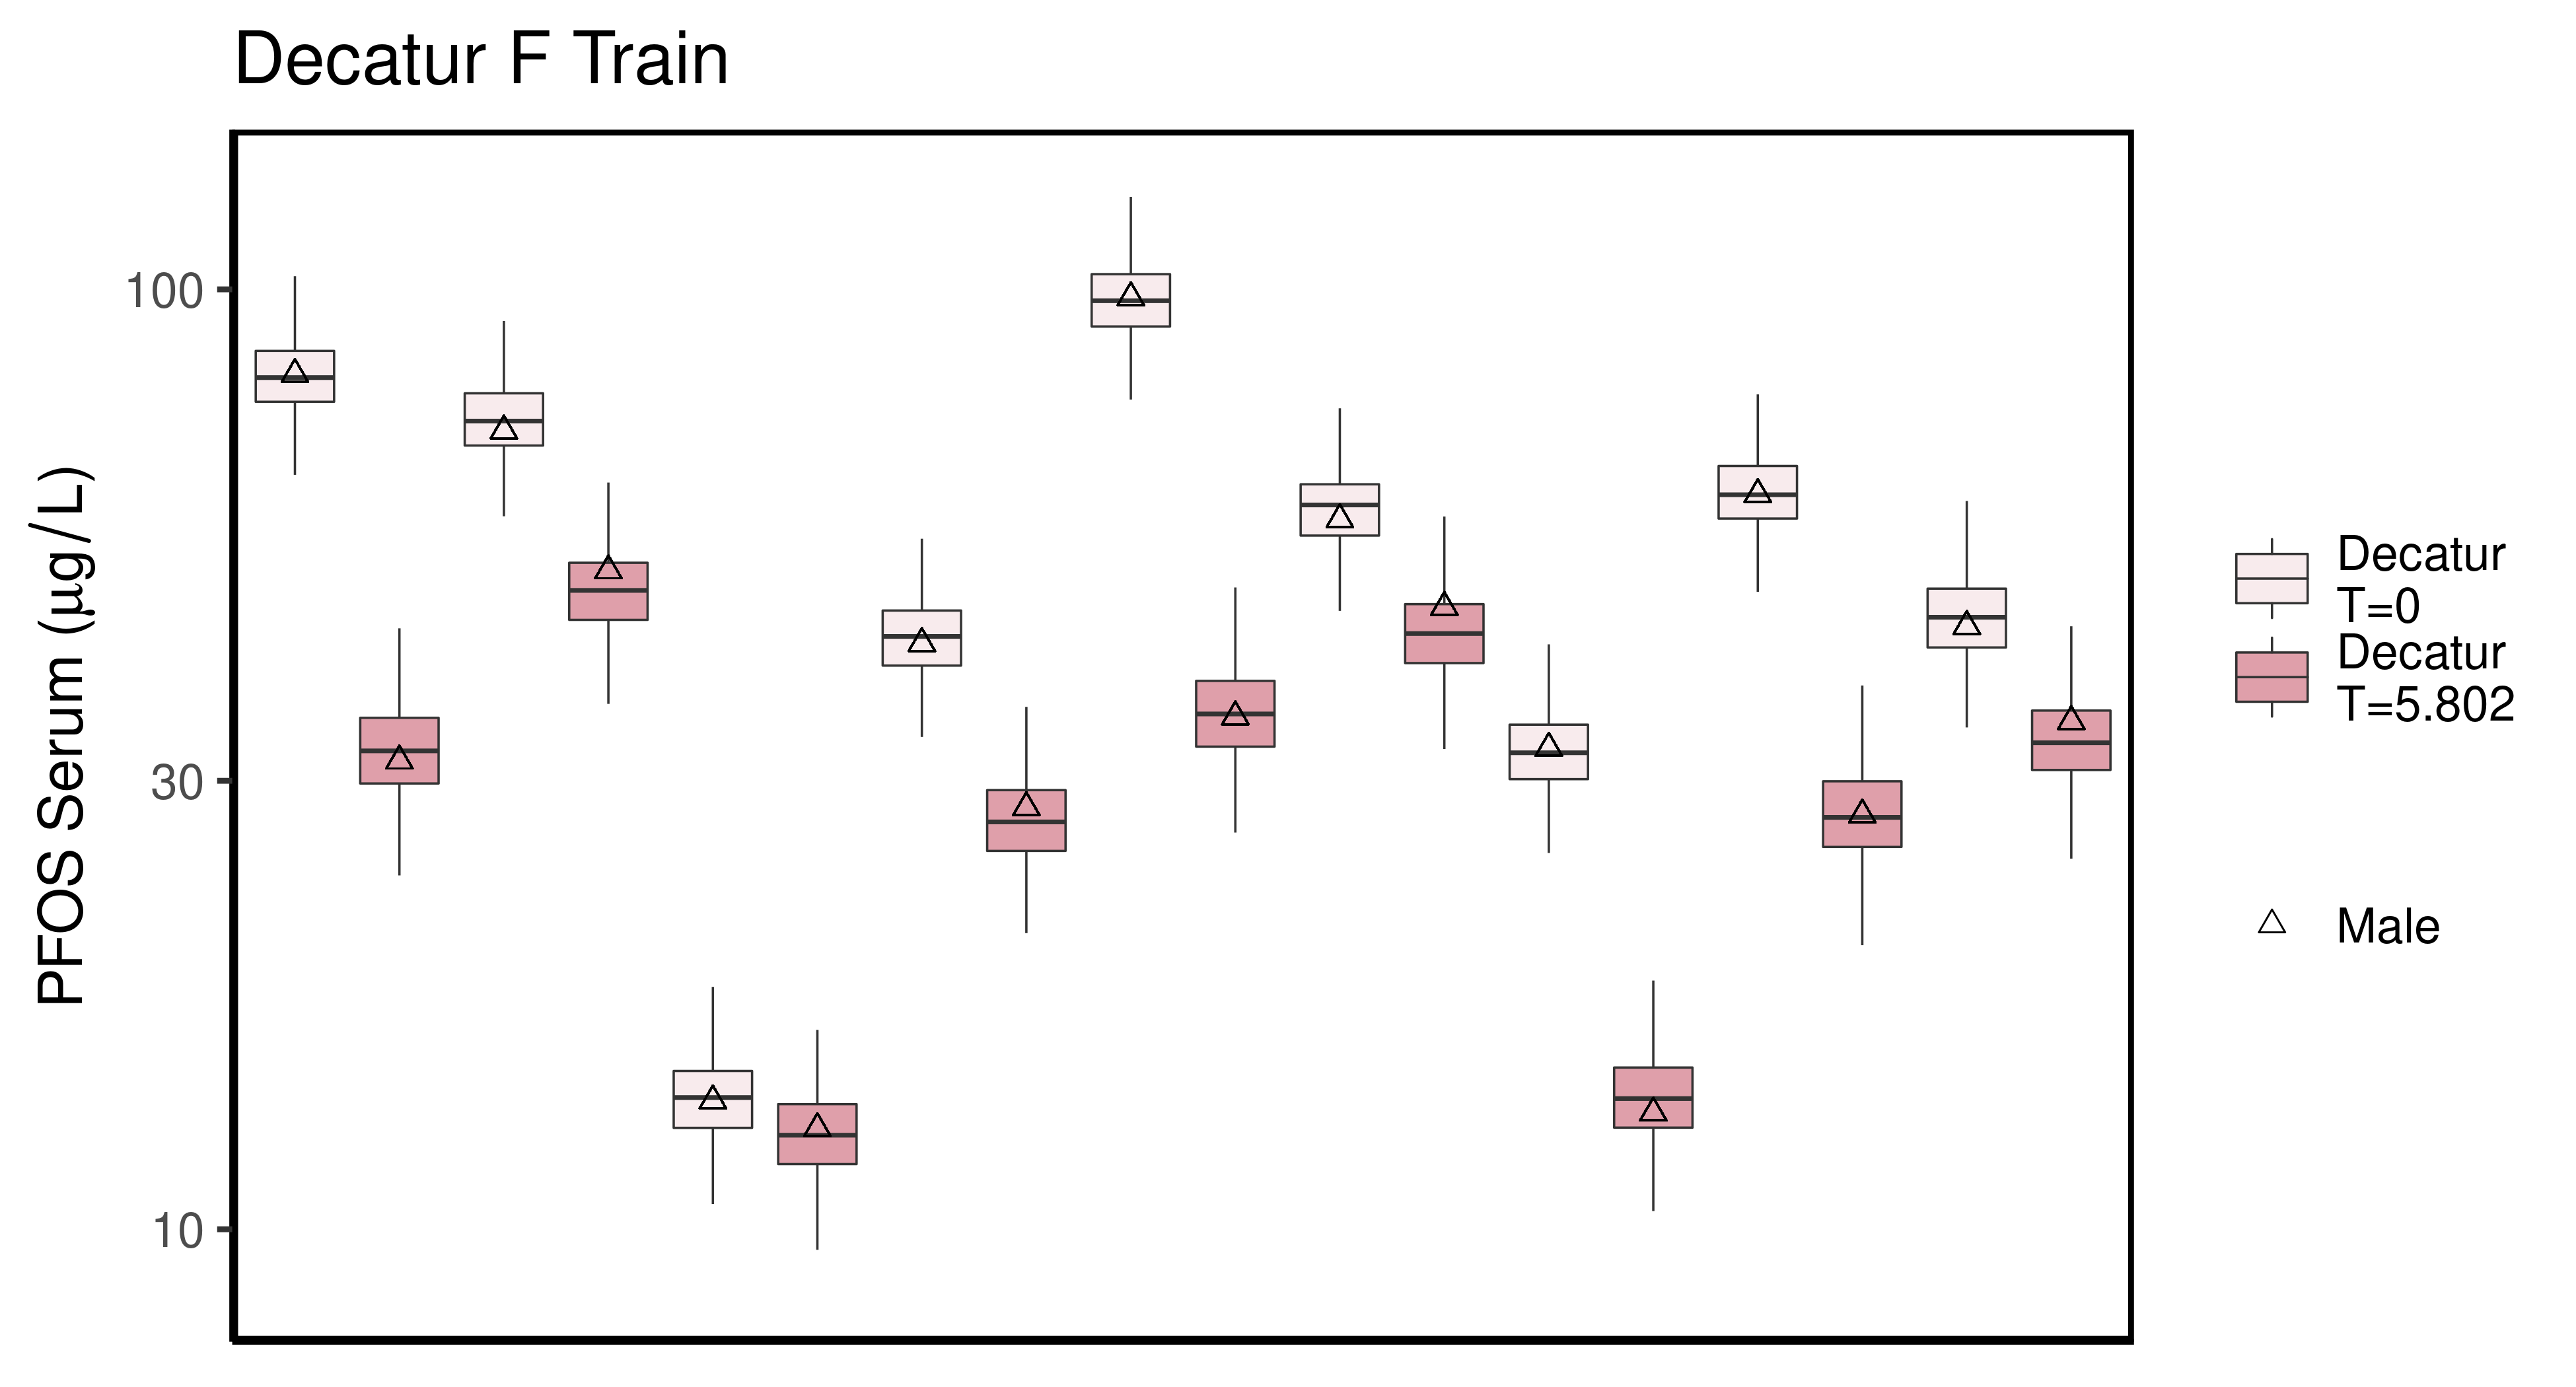 Decatur F Train
PFOS Serum (μg/L)
100
30
10
Decatur
T=0
Decatur
T=5.802
Male